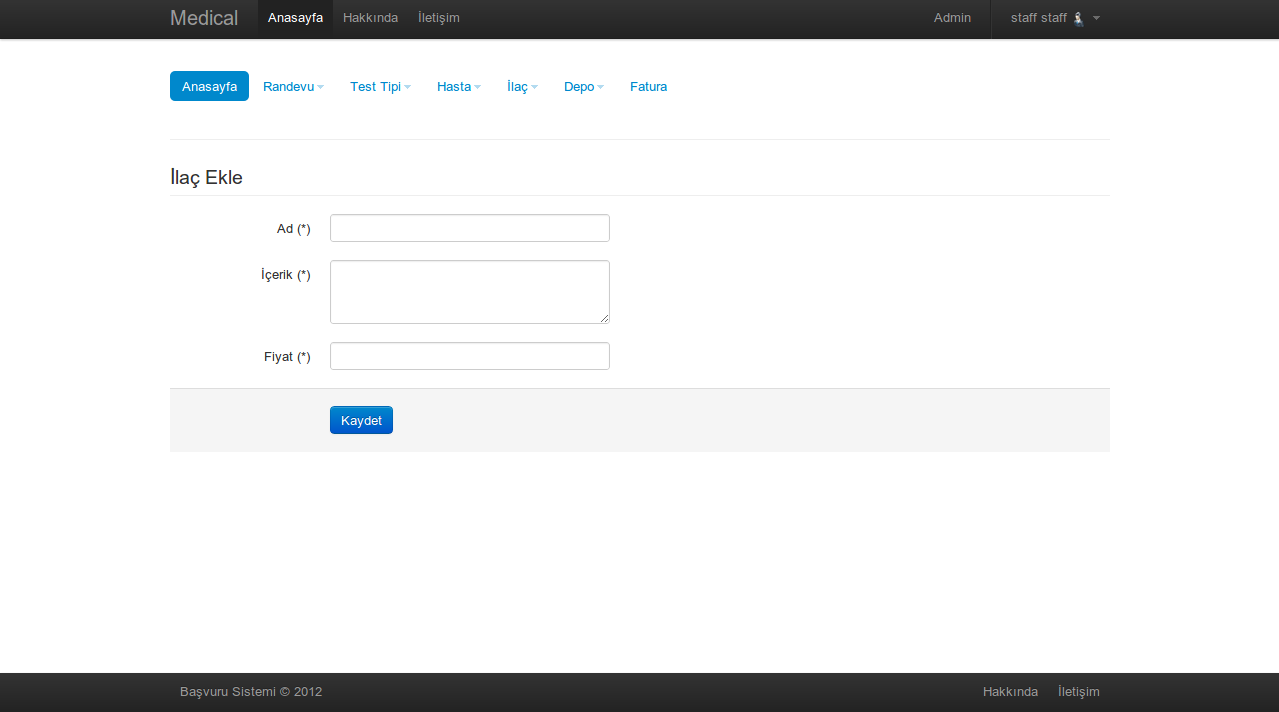 Medical Anasayfa Hakkında İletişim Admin staff staff
Anasayfa Randevu Test Tipi Hasta İlaç Depo Fatura
İlaç Ekle
Ad (*)
İçerik (*)
Fiyat (*)
Kaydet
Başvuru Sistemi © 2012 Hakkında İletişim